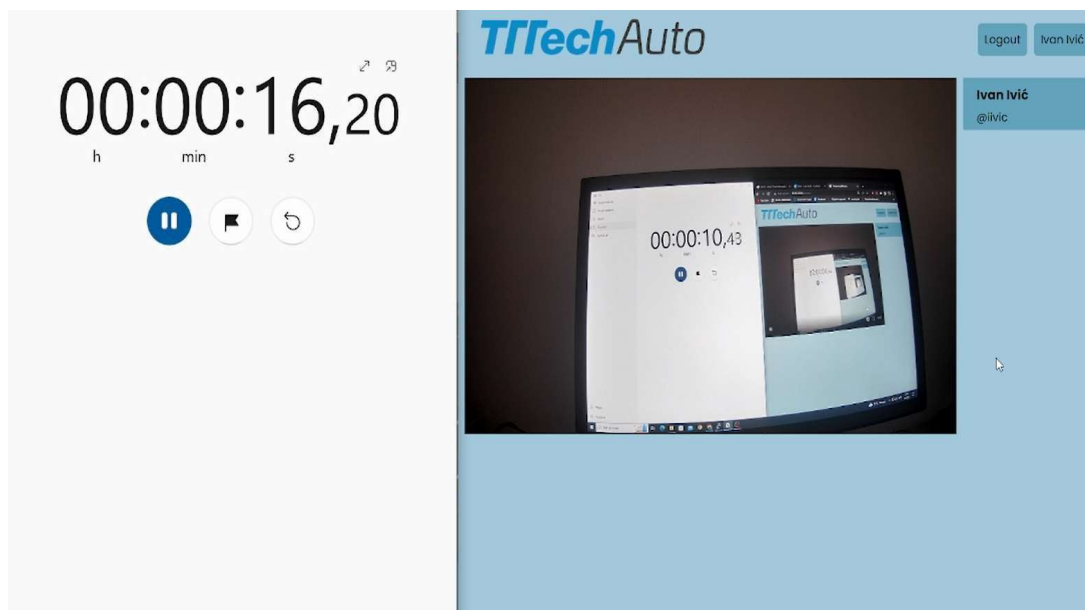 00:00:16,20
h min s
TTTechAuto
Logout Ivan Ivić
Ivan Ivić
@iivic
TTTechAuto
00:00:10,43